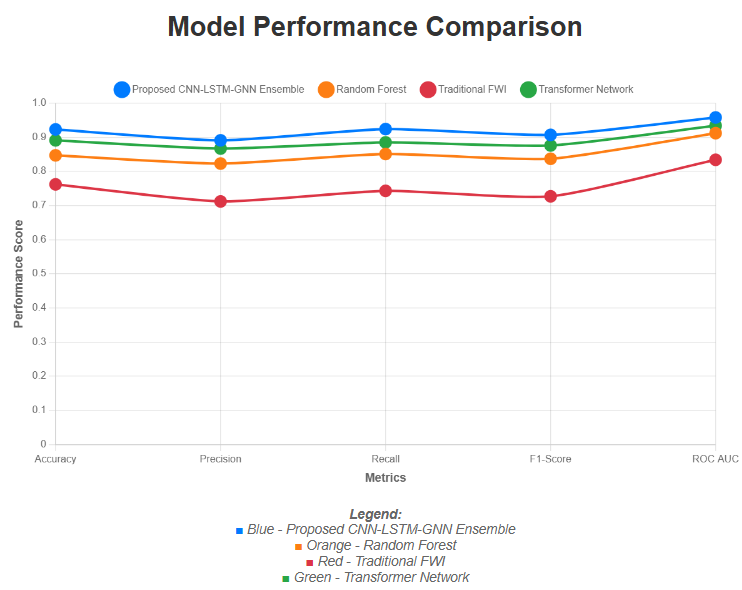 Model Performance Comparison
Proposed CNN-LSTM-GNN Ensemble Random Forest Traditional FWI Transformer Network
1.0
0.9
0.8
0.7
0.6
0.5
0.4
0.3
0.2
0.1
0
Performance Score
Accuracy Precision Recall F1-Score ROC AUC
Metrics
Legend:
Blue - Proposed CNN-LSTM-GNN Ensemble
Orange - Random Forest
Red - Traditional FWI
Green - Transformer Network